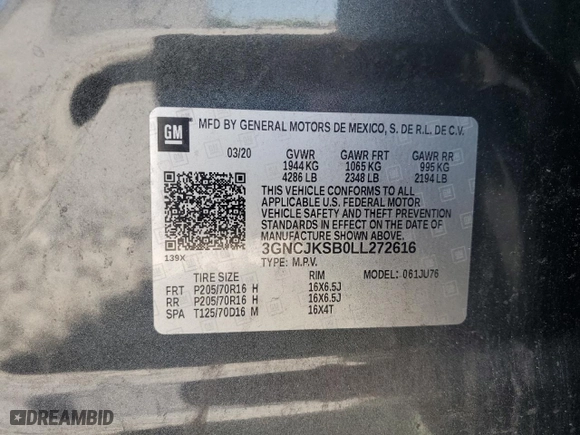 GM
MFD BY GENERAL MOTORS DE MEXICO, S. DE R.L. DE C.V.
03/20 GVWR GAWR FRT GAWR RR
1944 KG 1065 KG 995 KG
4286 LB 2348 LB 2194 LB
THIS VEHICLE CONFORMS TO ALL
APPLICABLE U.S. FEDERAL MOTOR
VEHICLE SAFETY AND THEFT PREVENTION
STANDARDS IN EFFECT ON THE DATE OF
MANUFACTURE SHOWN ABOVE.
3GNCJKSB0LL272616
139X
TYPE: M.P.V.
TIRE SIZE RIM MODEL: 061JU76
FRT P205/70R16 H 16X6.5J
RR P205/70R16 H 16X6.5J
SPA T125/70D16 M 16X4T
DREAMBID